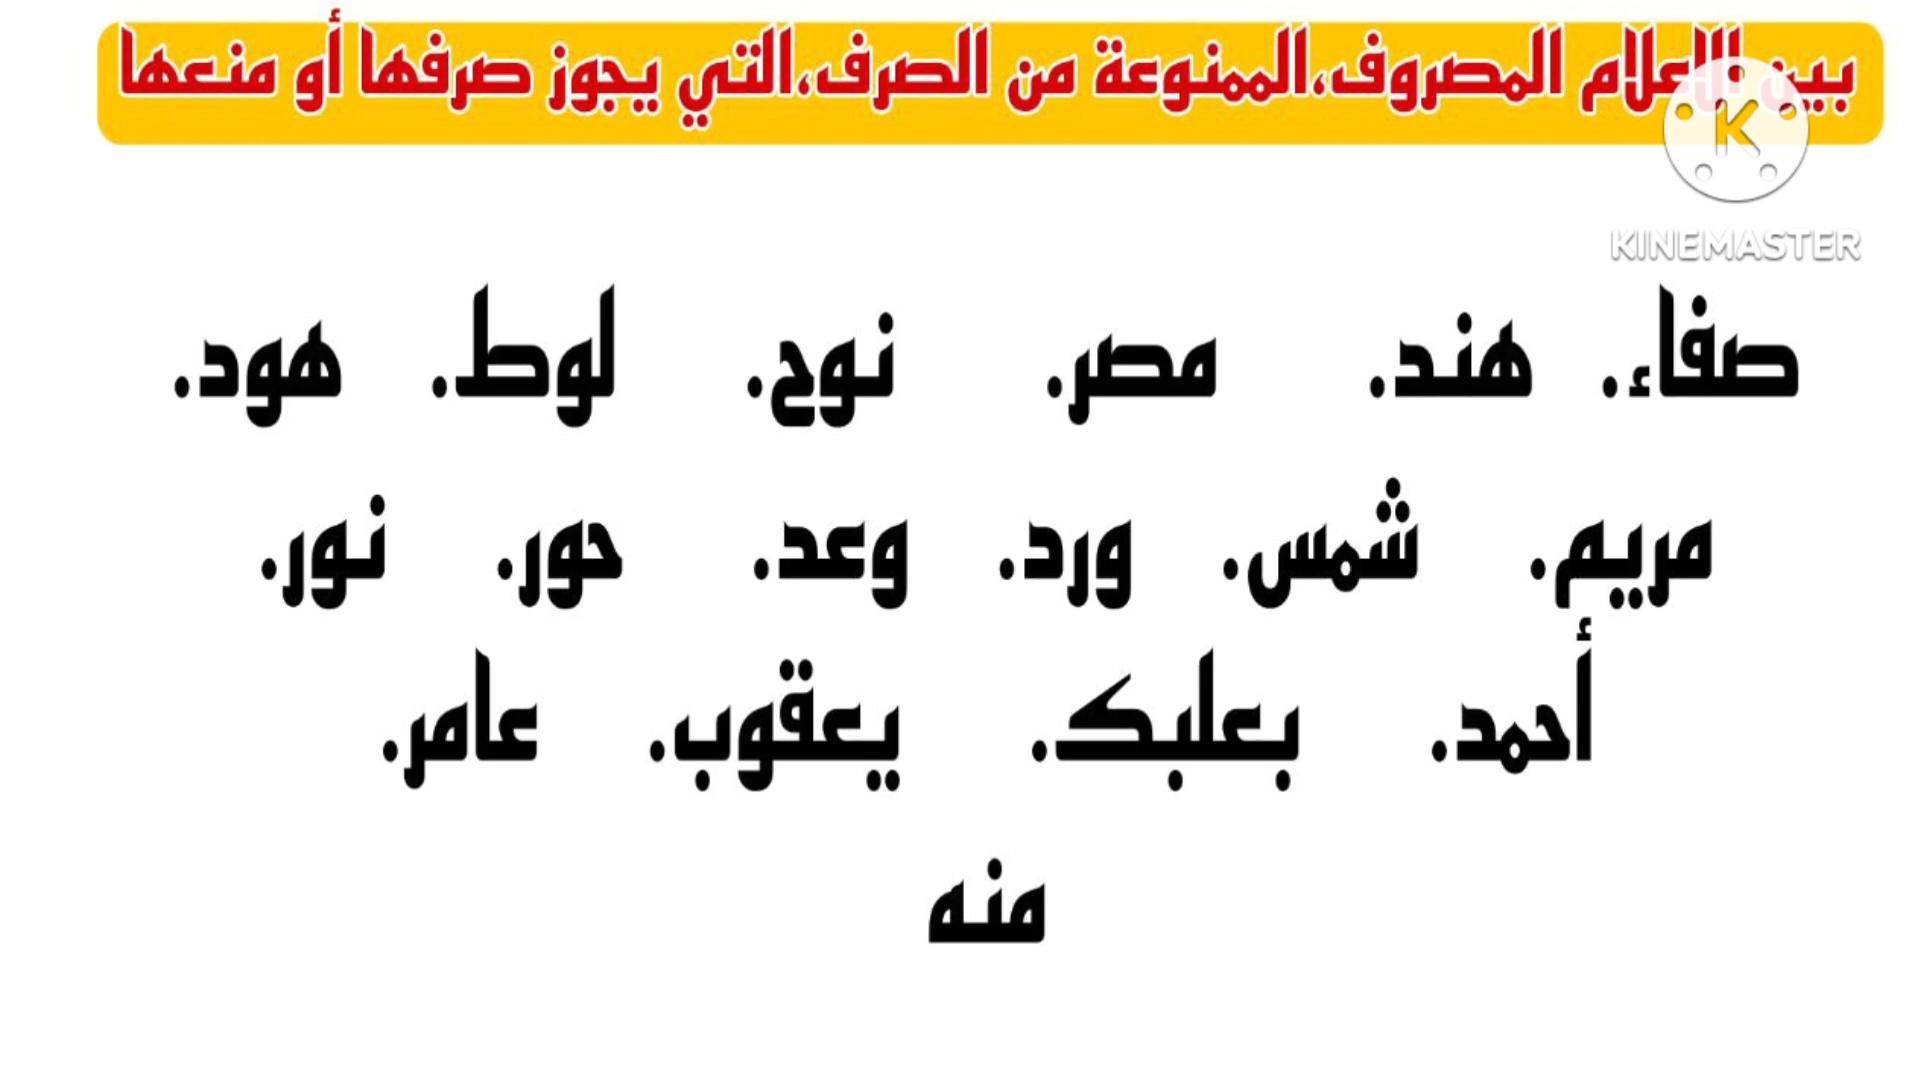 بين الإعلام المصروف،الممنوعة من الصرف،التي يجوز صرفها أو منعها
KINEMASTER
صفاء. هند. مصر. نوح. لوط. هود.
مريم. شمس. ورد. وعد. حور. نور.
أحمد. بعلبك. يعقوب. عامر.
منه